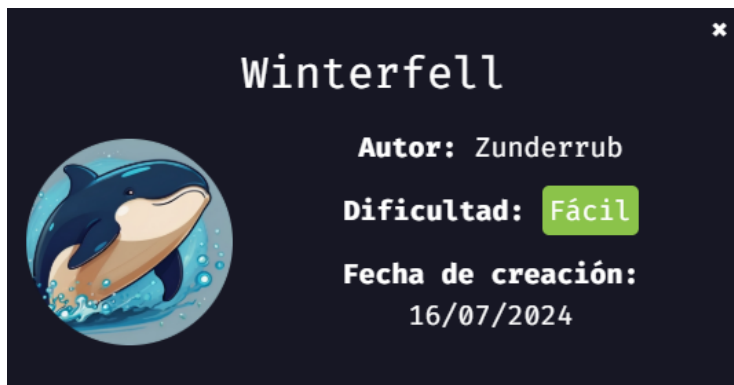 ✖
Winterfell
Autor: Zunderrub
Dificultad: Fácil
Fecha de creación:
16/07/2024